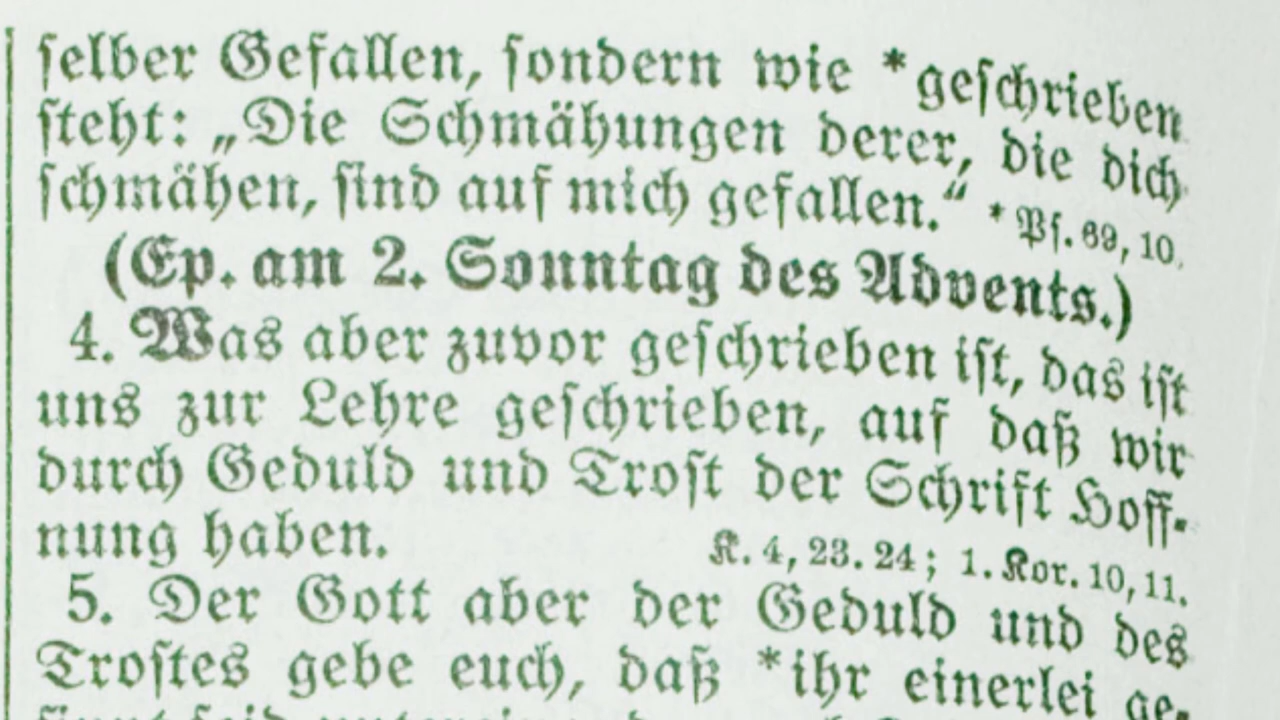 selber Gefallen, sondern wie *geschrieben
steht: „Die Schmähungen derer, die dich
schmähen, sind auf mich gefallen.“ *Ps. 69, 10.
(Ep. am 2. Sonntag des Advents.)
4. Was aber zuvor geschrieben ist, das ist
uns zur Lehre geschrieben, auf daß wir
durch Geduld und Trost der Schrift Hoff-
nung haben. K. 4, 23. 24; 1. Kor. 10, 11.
5. Der Gott aber der Geduld und des
Trostes gebe euch, daß *ihr einerlei ge-